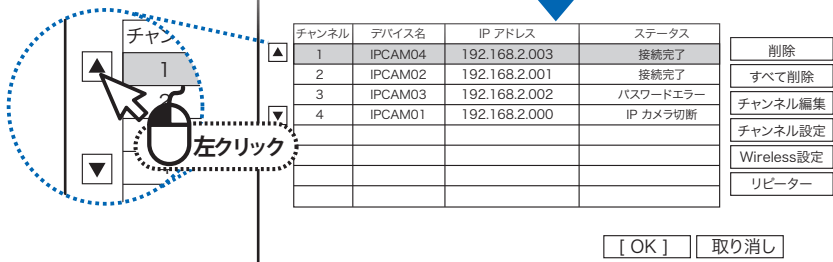 チャンネル デバイス名 IP アドレス ステータス
1 IPCAM04 192.168.2.003 接続完了
2 IPCAM02 192.168.2.001 接続完了
3 IPCAM03 192.168.2.002 パスワードエラー
4 IPCAM01 192.168.2.000 IP カメラ切断
削除
すべて削除
チャンネル編集
チャンネル設定
Wireless設定
リピーター
チャン
1
2
左クリック
[ OK ] 取り消し